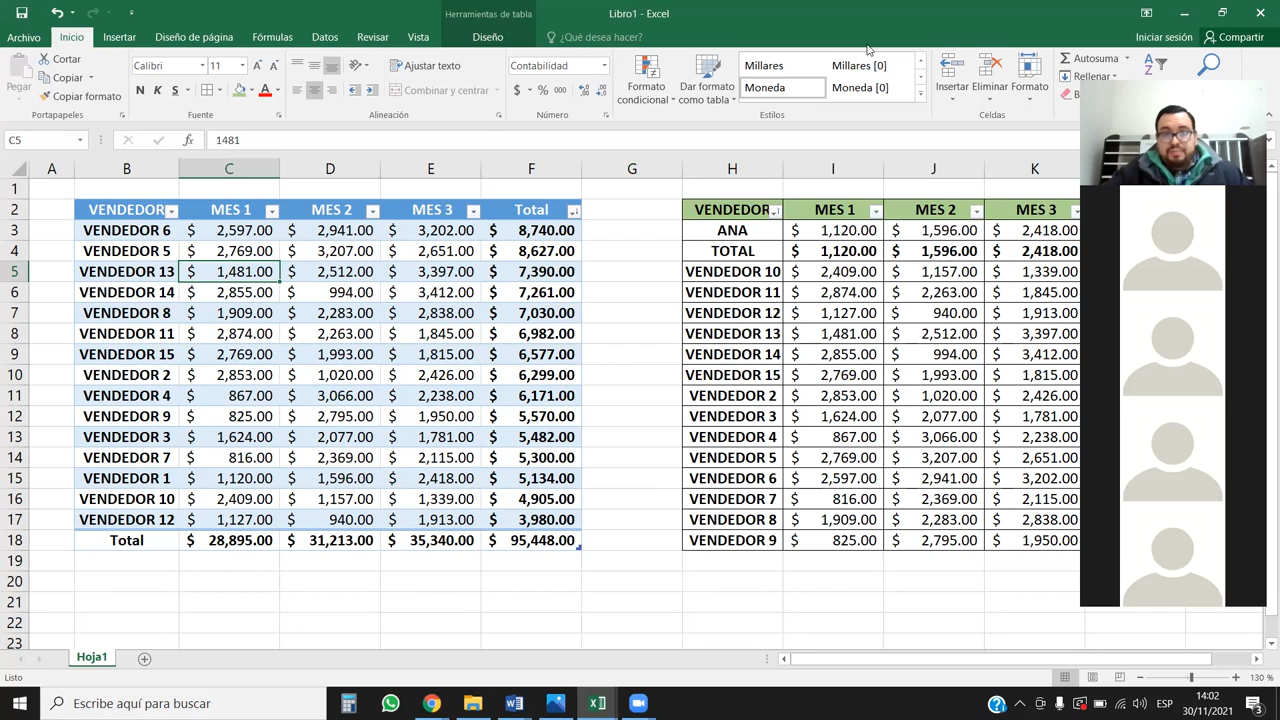 Herramientas de tabla
Libro1 - Excel
Archivo Inicio Insertar Diseño de página Fórmulas Datos Revisar Vista Diseño ¿Qué desea hacer? Iniciar sesión Compartir
Pegar
Cortar
Copiar
Copiar formato
Portapapeles
Calibri 11
N K S
Fuente
Ajustar texto
Combinar y centrar
Alineación
Contabilidad
$ % 000
Número
Formato condicional
Dar formato como tabla
Millares Millares [0]
Moneda Moneda [0]
Estilos
Insertar Eliminar Formato
Celdas
Autosuma
Rellenar
C5 1481
A B C D E F G H I J K
1
2 VENDEDOR MES 1 MES 2 MES 3 Total VENDEDOR MES 1 MES 2 MES 3
3 VENDEDOR 6 $ 2,597.00 $ 2,941.00 $ 3,202.00 $ 8,740.00 ANA $ 1,120.00 $ 1,596.00 $ 2,418.00
4 VENDEDOR 5 $ 2,769.00 $ 3,207.00 $ 2,651.00 $ 8,627.00 TOTAL $ 1,120.00 $ 1,596.00 $ 2,418.00
5 VENDEDOR 13 $ 1,481.00 $ 2,512.00 $ 3,397.00 $ 7,390.00 VENDEDOR 10 $ 2,409.00 $ 1,157.00 $ 1,339.00
6 VENDEDOR 14 $ 2,855.00 $ 994.00 $ 3,412.00 $ 7,261.00 VENDEDOR 11 $ 2,874.00 $ 2,263.00 $ 1,845.00
7 VENDEDOR 8 $ 1,909.00 $ 2,283.00 $ 2,838.00 $ 7,030.00 VENDEDOR 12 $ 1,127.00 $ 940.00 $ 1,913.00
8 VENDEDOR 11 $ 2,874.00 $ 2,263.00 $ 1,845.00 $ 6,982.00 VENDEDOR 13 $ 1,481.00 $ 2,512.00 $ 3,397.00
9 VENDEDOR 15 $ 2,769.00 $ 1,993.00 $ 1,815.00 $ 6,577.00 VENDEDOR 14 $ 2,855.00 $ 994.00 $ 3,412.00
10 VENDEDOR 2 $ 2,853.00 $ 1,020.00 $ 2,426.00 $ 6,299.00 VENDEDOR 15 $ 2,769.00 $ 1,993.00 $ 1,815.00
11 VENDEDOR 4 $ 867.00 $ 3,066.00 $ 2,238.00 $ 6,171.00 VENDEDOR 2 $ 2,853.00 $ 1,020.00 $ 2,426.00
12 VENDEDOR 9 $ 825.00 $ 2,795.00 $ 1,950.00 $ 5,570.00 VENDEDOR 3 $ 1,624.00 $ 2,077.00 $ 1,781.00
13 VENDEDOR 3 $ 1,624.00 $ 2,077.00 $ 1,781.00 $ 5,482.00 VENDEDOR 4 $ 867.00 $ 3,066.00 $ 2,238.00
14 VENDEDOR 7 $ 816.00 $ 2,369.00 $ 2,115.00 $ 5,300.00 VENDEDOR 5 $ 2,769.00 $ 3,207.00 $ 2,651.00
15 VENDEDOR 1 $ 1,120.00 $ 1,596.00 $ 2,418.00 $ 5,134.00 VENDEDOR 6 $ 2,597.00 $ 2,941.00 $ 3,202.00
16 VENDEDOR 10 $ 2,409.00 $ 1,157.00 $ 1,339.00 $ 4,905.00 VENDEDOR 7 $ 816.00 $ 2,369.00 $ 2,115.00
17 VENDEDOR 12 $ 1,127.00 $ 940.00 $ 1,913.00 $ 3,980.00 VENDEDOR 8 $ 1,909.00 $ 2,283.00 $ 2,838.00
18 Total $ 28,895.00 $ 31,213.00 $ 35,340.00 $ 95,448.00 VENDEDOR 9 $ 825.00 $ 2,795.00 $ 1,950.00
19
20
21
22
23
Hoja1
Listo 130 %
Escribe aquí para buscar
ESP
14:02
30/11/2021
3